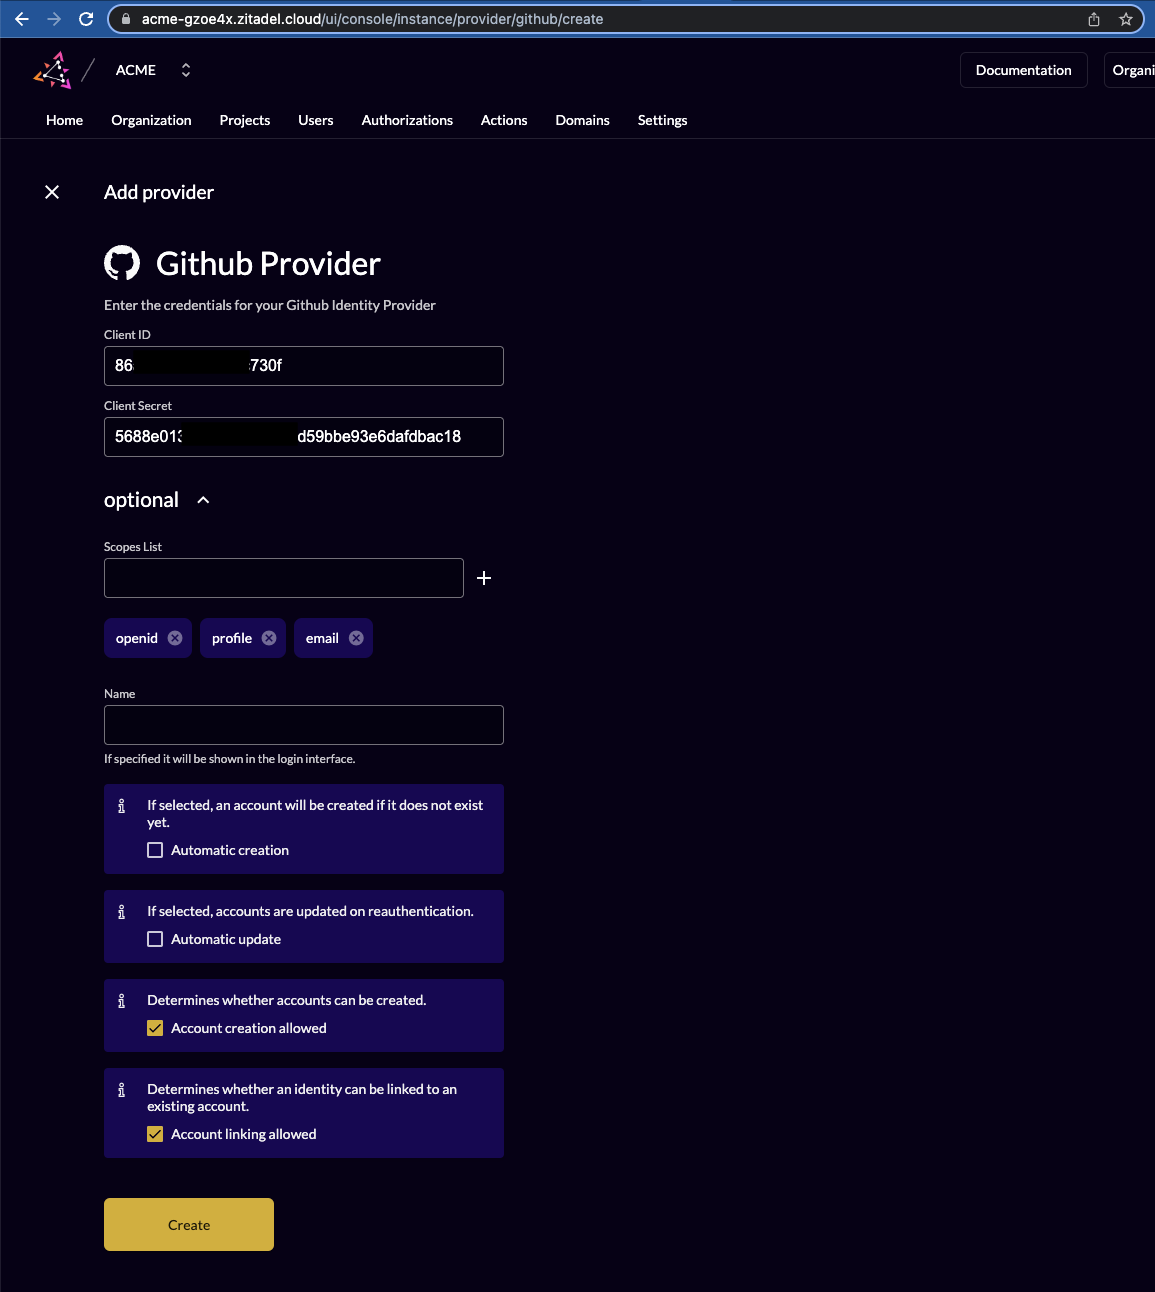 acme-gzoe4x.zitadel.cloud/ui/console/instance/provider/github/create
ACME
Documentation
Organi
Home Organization Projects Users Authorizations Actions Domains Settings
Add provider
Github Provider
Enter the credentials for your Github Identity Provider
Client ID
86 730f
Client Secret
5688e013 d59bbe93e6dafdbac18
optional
Scopes List
openid profile email
Name
If specified it will be shown in the login interface.
If selected, an account will be created if it does not exist
yet.
Automatic creation
If selected, accounts are updated on reauthentication.
Automatic update
Determines whether accounts can be created.
Account creation allowed
Determines whether an identity can be linked to an
existing account.
Account linking allowed
Create